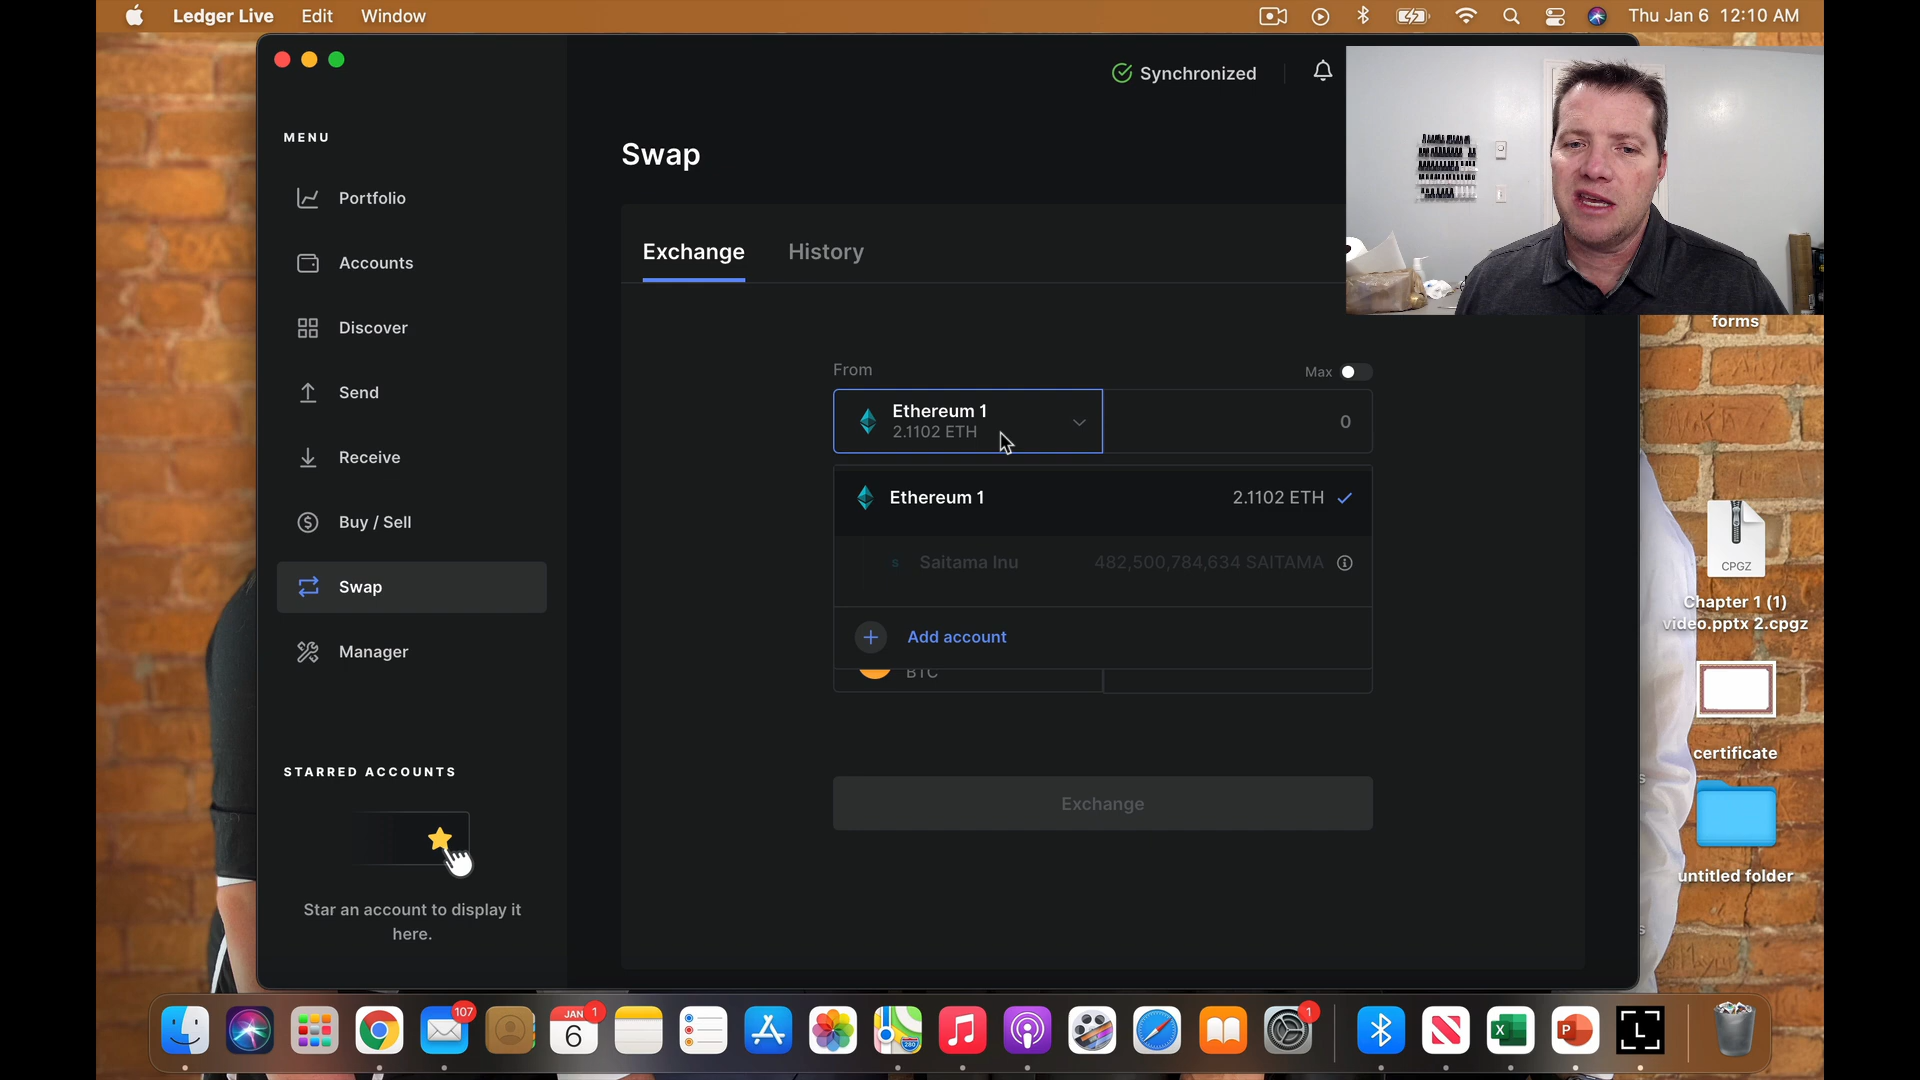 Ledger Live Edit Window
Thu Jan 6 12:10 AM
Synchronized
MENU
Portfolio
Accounts
Discover
Send
Receive
Buy / Sell
Swap
Manager
STARRED ACCOUNTS
Star an account to display it
here.
Swap
Exchange History
From Max
Ethereum 1
2.1102 ETH
0
Ethereum 1 2.1102 ETH
Saitama Inu 482,500,784,634 SAITAMA
Add account
BTC
Exchange
forms
CPGZ
Chapter 1 (1)
video.pptx 2.cpgz
certificate
untitled folder
s
s
107
JAN
6
1
280
1
X
P
L